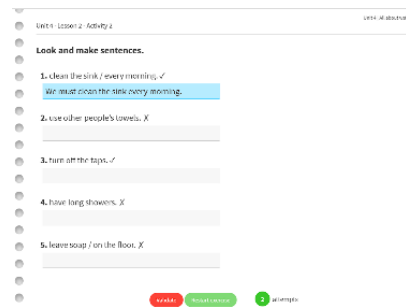 Unit 4 · Lesson 2 · Activity 2
Look and make sentences.
1. clean the sink / every morning. ✓
We must clean the sink every morning.
2. use other people's towels. ✗
3. turn off the taps. ✓
4. have long showers. ✗
5. leave soap / on the floor. ✗
Validate
2 attempts